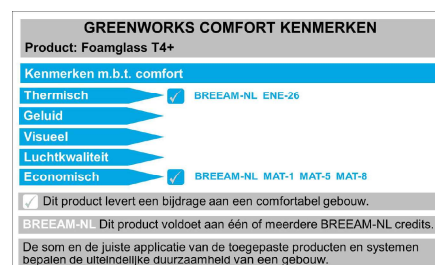 GREENWORKS COMFORT KENMERKEN
Product: Foamglass T4+
Kenmerken m.b.t. comfort
Thermisch BREEAM-NL ENE-26
Geluid
Visueel
Luchtkwaliteit
Economisch BREEAM-NL MAT-1 MAT-5 MAT-8
Dit product levert een bijdrage aan een comfortabel gebouw.
BREEAM-NL Dit product voldoet aan één of meerdere BREEAM-NL credits.
De som en de juiste applicatie van de toegepaste producten en systemen
bepalen de uiteindelijke duurzaamheid van een gebouw.